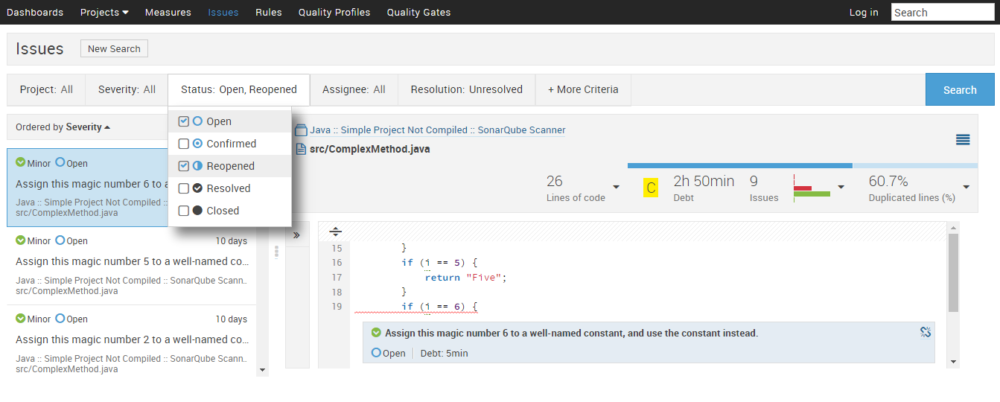 Dashboards Projects Measures Issues Rules Quality Profiles Quality Gates Log in Search
Issues New Search
Project: All Severity: All Status: Open, Reopened Assignee: All Resolution: Unresolved + More Criteria Search
Open
Confirmed
Reopened
Resolved
Closed
Ordered by Severity
Minor Open
Assign this magic number 6 to a
Java :: Simple Project Not Compiled ::
src/ComplexMethod.java
Minor Open 10 days
Assign this magic number 5 to a well-named co...
Java :: Simple Project Not Compiled :: SonarQube Scann..
src/ComplexMethod.java
Minor Open 10 days
Assign this magic number 2 to a well-named co...
Java :: Simple Project Not Compiled :: SonarQube Scann..
src/ComplexMethod.java
Java :: Simple Project Not Compiled :: SonarQube Scanner
src/ComplexMethod.java
26 C 2h 50min 9 60.7%
Lines of code Debt Issues Duplicated lines (%)
15 }
16 if (i == 5) {
17 return "Five";
18 }
19 if (i == 6) {
Assign this magic number 6 to a well-named constant, and use the constant instead.
Open Debt: 5min